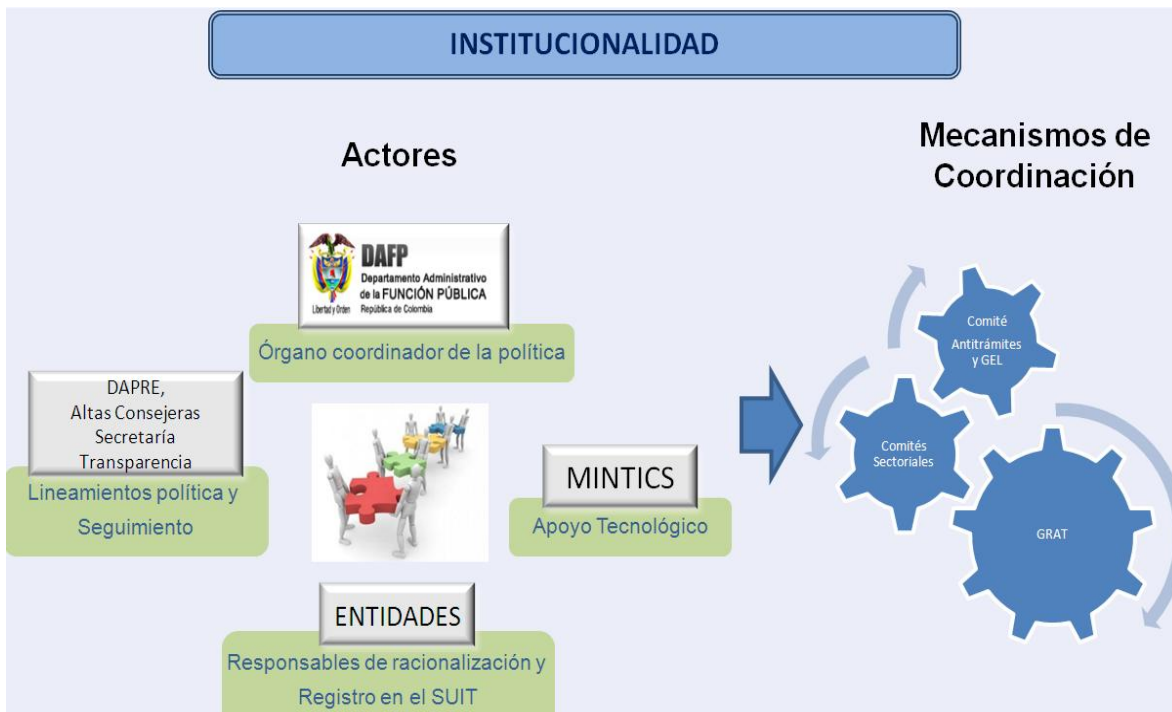 INSTITUCIONALIDAD
Actores
Mecanismos de
Coordinación
DAFP
Departamento Administrativo
de la FUNCIÓN PÚBLICA
República de Colombia
Libertad y Orden
Órgano coordinador de la política
DAPRE,
Altas Consejeras
Secretaría
Transparencia
Lineamientos política y
Seguimiento
MINTICS
Apoyo Tecnológico
ENTIDADES
Responsables de racionalización y
Registro en el SUIT
Comité
Antitrámites
y GEL
Comités
Sectoriales
GRAT